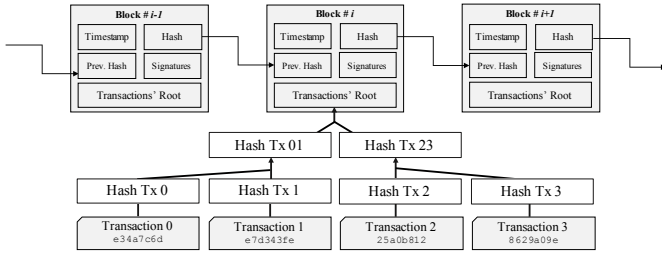 Block # i-1
Timestamp
Hash
Prev. Hash
Signatures
Transactions' Root
Block # i
Timestamp
Hash
Prev. Hash
Signatures
Transactions' Root
Block # i+1
Timestamp
Hash
Prev. Hash
Signatures
Transactions' Root
Hash Tx 01
Hash Tx 23
Hash Tx 0
Hash Tx 1
Hash Tx 2
Hash Tx 3
Transaction 0
e34a7c6d
Transaction 1
e7d343fe
Transaction 2
25a0b812
Transaction 3
8629a09e